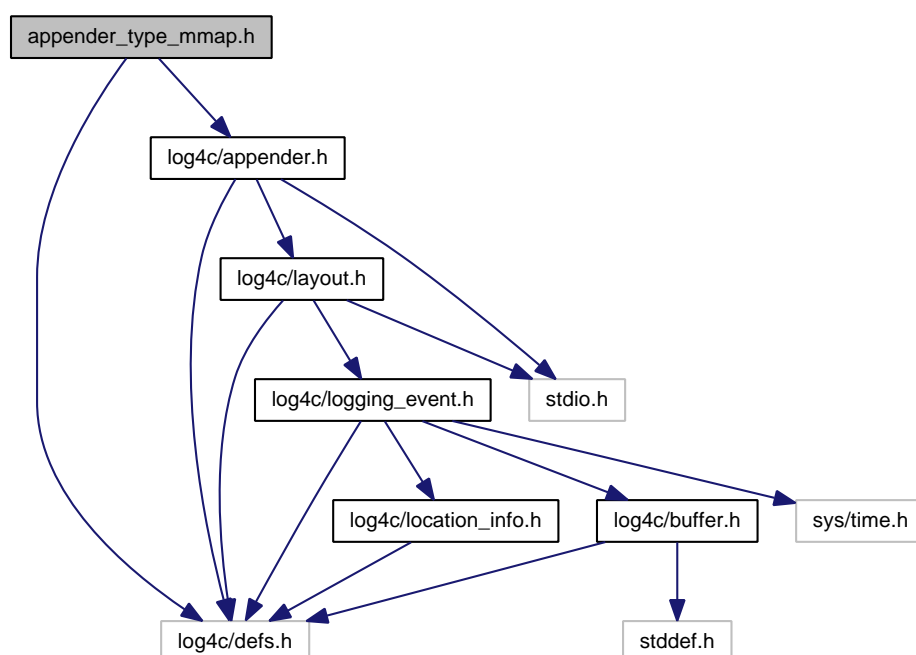 appender_type_mmap.h
log4c/appender.h
log4c/layout.h
log4c/logging_event.h
stdio.h
log4c/location_info.h
log4c/buffer.h
sys/time.h
log4c/defs.h
stddef.h